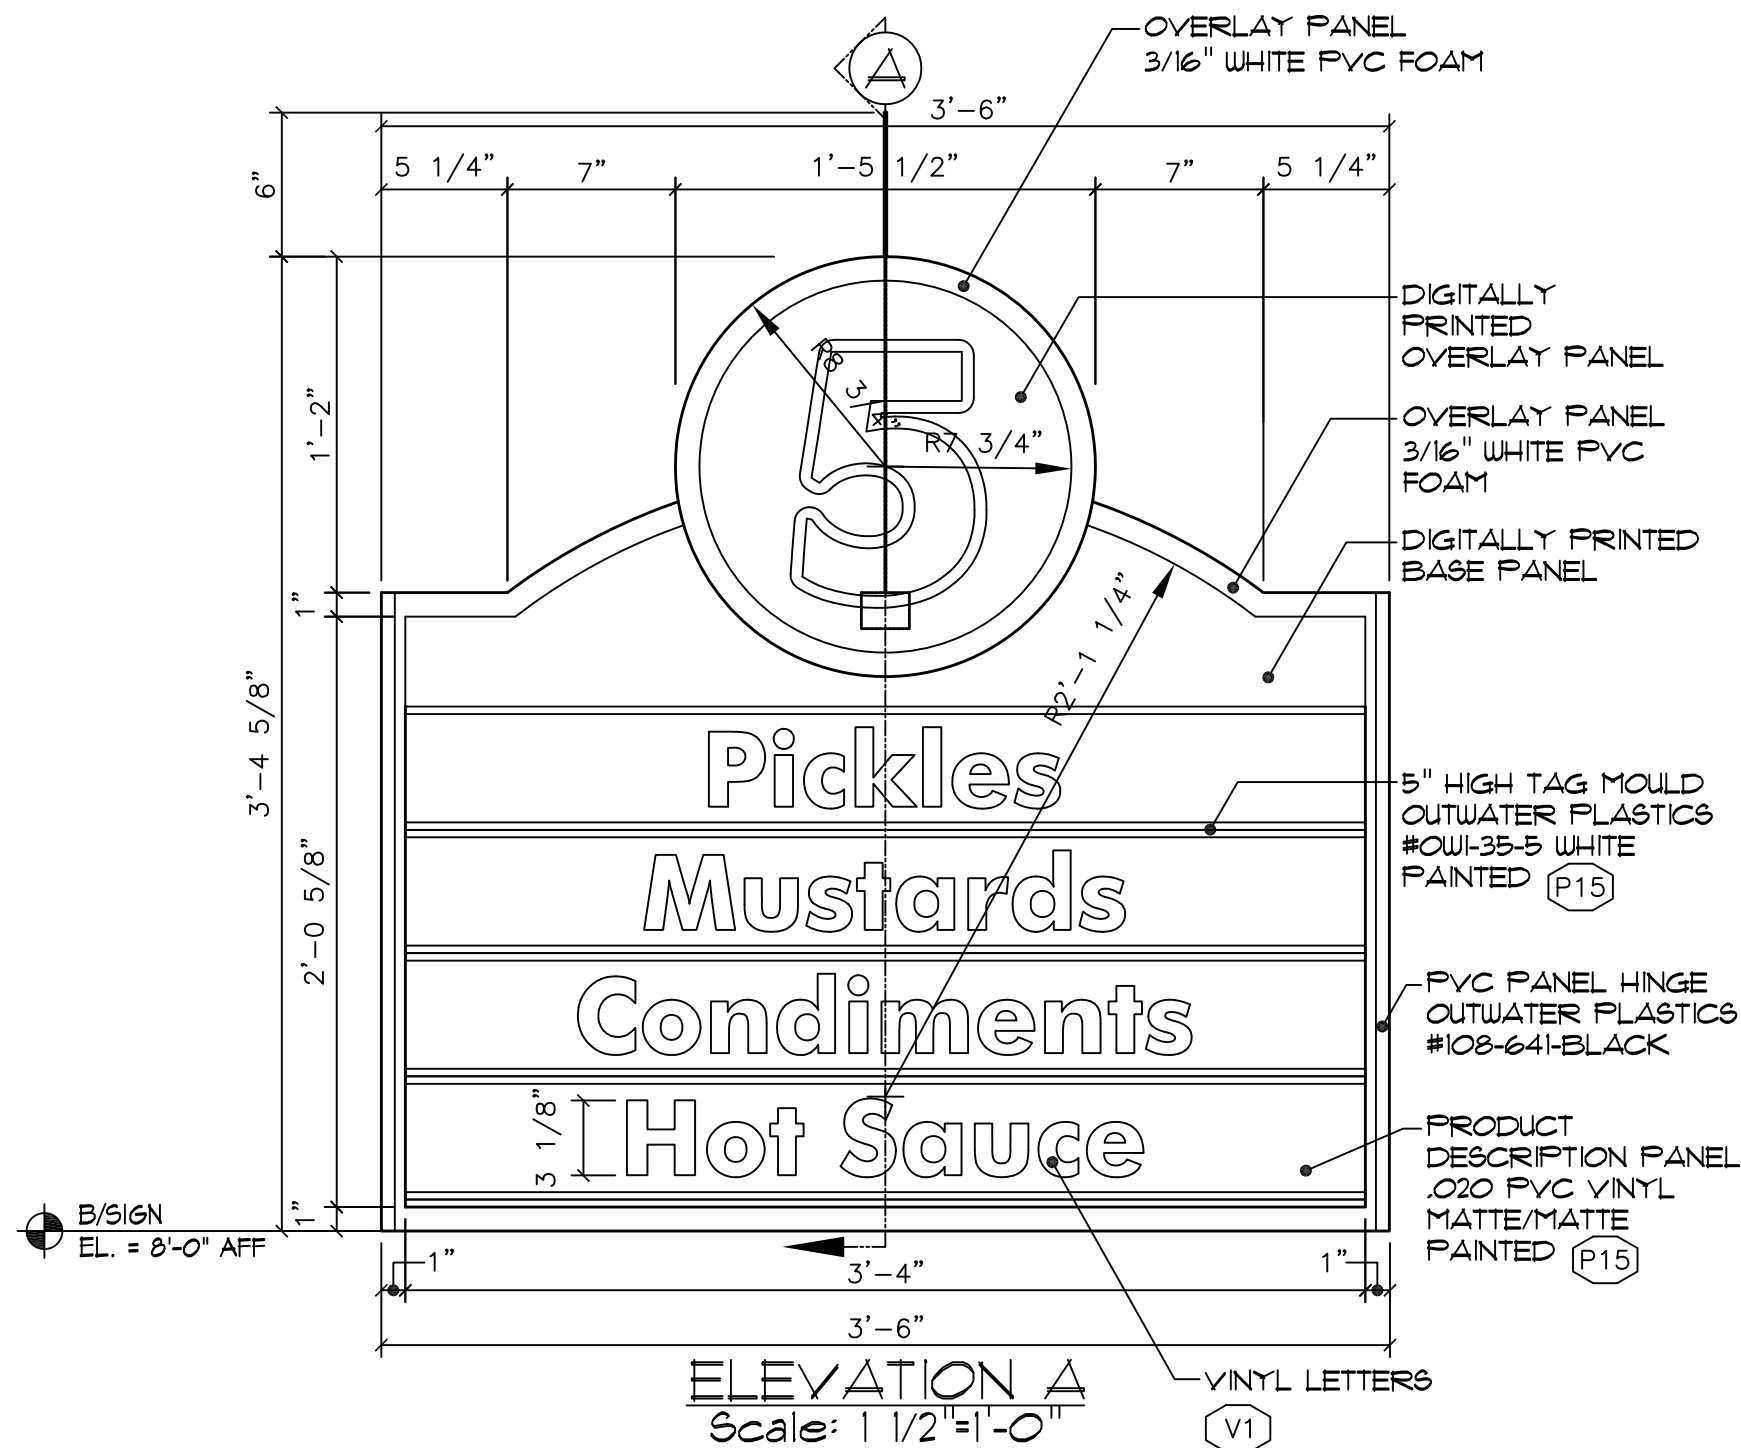 A
OVERLAY PANEL
3/16" WHITE PVC FOAM
3'-6"
5 1/4"
7"
1'-5 1/2"
7"
5 1/4"
6"
DIGITALLY
PRINTED
OVERLAY PANEL
5
R8 3/4"
R7 3/4"
1'-2"
OVERLAY PANEL
3/16" WHITE PVC
FOAM
DIGITALLY PRINTED
BASE PANEL
1"
R2'-1 1/4"
3'-4 5/8"
Pickles
5" HIGH TAG MOULD
OUTWATER PLASTICS
#OWI-35-5 WHITE
PAINTED P15
Mustards
2'-0 5/8"
Condiments
PVC PANEL HINGE
OUTWATER PLASTICS
#108-641-BLACK
3 1/8"
Hot Sauce
PRODUCT
DESCRIPTION PANEL
.020 PVC VINYL
MATTE/MATTE
PAINTED P15
1"
B/SIGN
EL. = 8'-0" AFF
1"
3'-4"
1"
3'-6"
ELEVATION A
Scale: 1 1/2"=1'-0"
VINYL LETTERS
V1